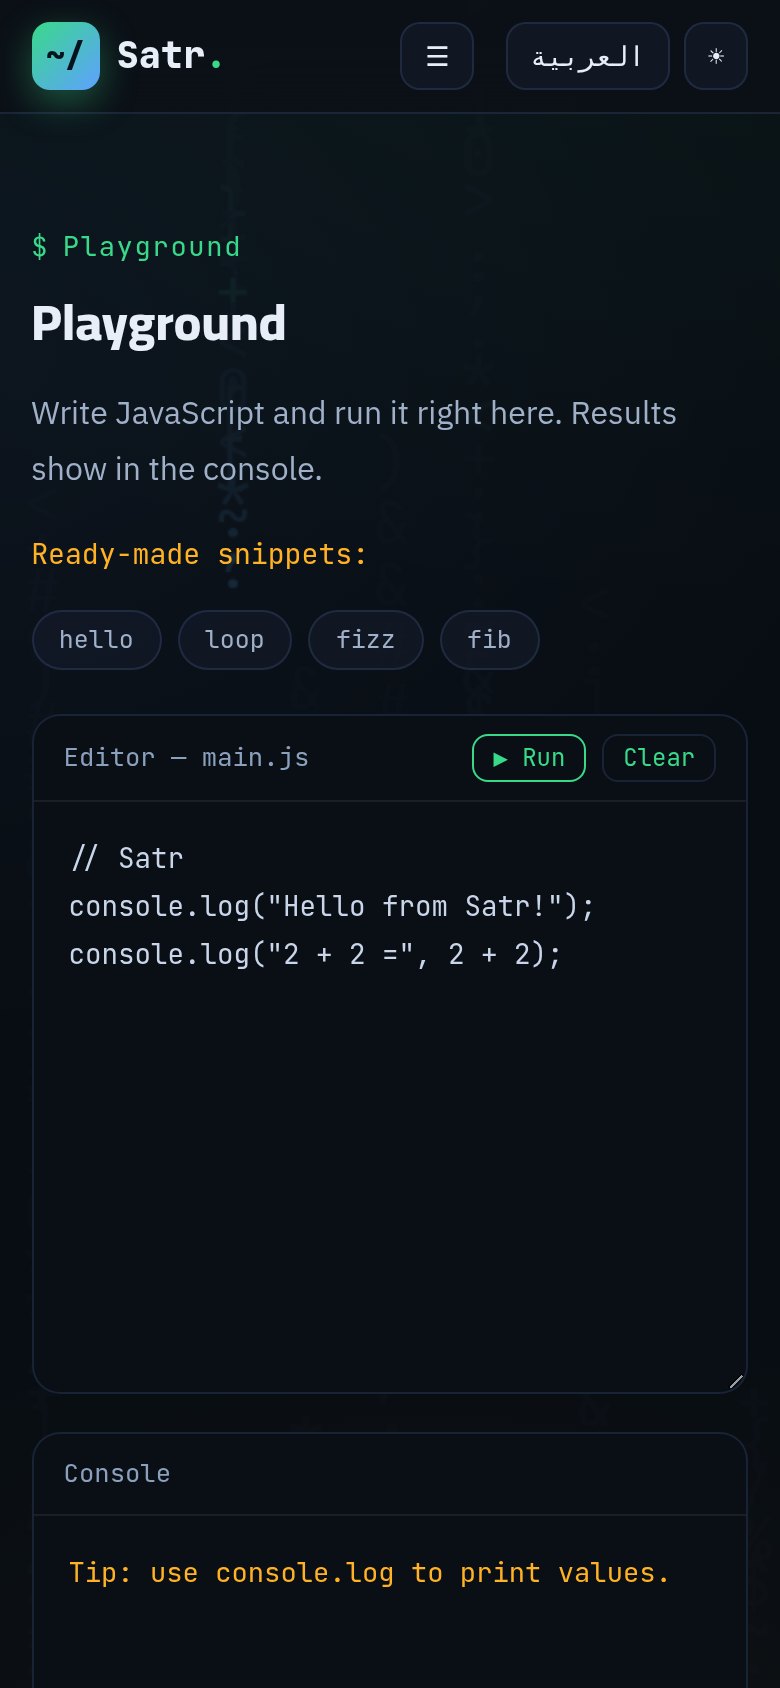 ~/ Satr. ☰ العربية ☀
$ Playground
Playground
Write JavaScript and run it right here. Results
show in the console.
Ready-made snippets:
hello loop fizz fib
Editor — main.js ▶ Run Clear
// Satr
console.log("Hello from Satr!");
console.log("2 + 2 =", 2 + 2);
Console
Tip: use console.log to print values.